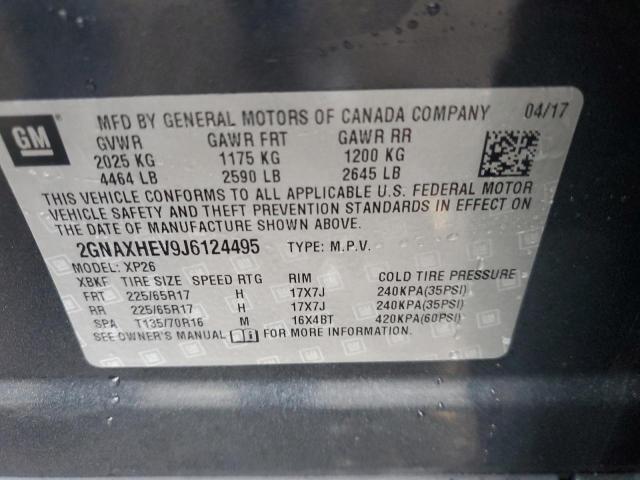 GM
MFD BY GENERAL MOTORS OF CANADA COMPANY 04/17
GVWR GAWR FRT GAWR RR
2025 KG 1175 KG 1200 KG
4464 LB 2590 LB 2645 LB
THIS VEHICLE CONFORMS TO ALL APPLICABLE U.S. FEDERAL MOTOR
VEHICLE SAFETY AND THEFT PREVENTION STANDARDS IN EFFECT ON
THE DATE OF MANUFACTURE SHOWN ABOVE.
2GNAXHEV9J6124495 TYPE: M.P.V.
MODEL: XP26
XBKF TIRE SIZE SPEED RTG RIM COLD TIRE PRESSURE
FRT 225/65R17 H 17X7J 240KPA(35PSI)
RR 225/65R17 H 17X7J 240KPA(35PSI)
SPA T135/70R16 M 16X4BT 420KPA(60PSI)
SEE OWNER'S MANUAL FOR MORE INFORMATION.